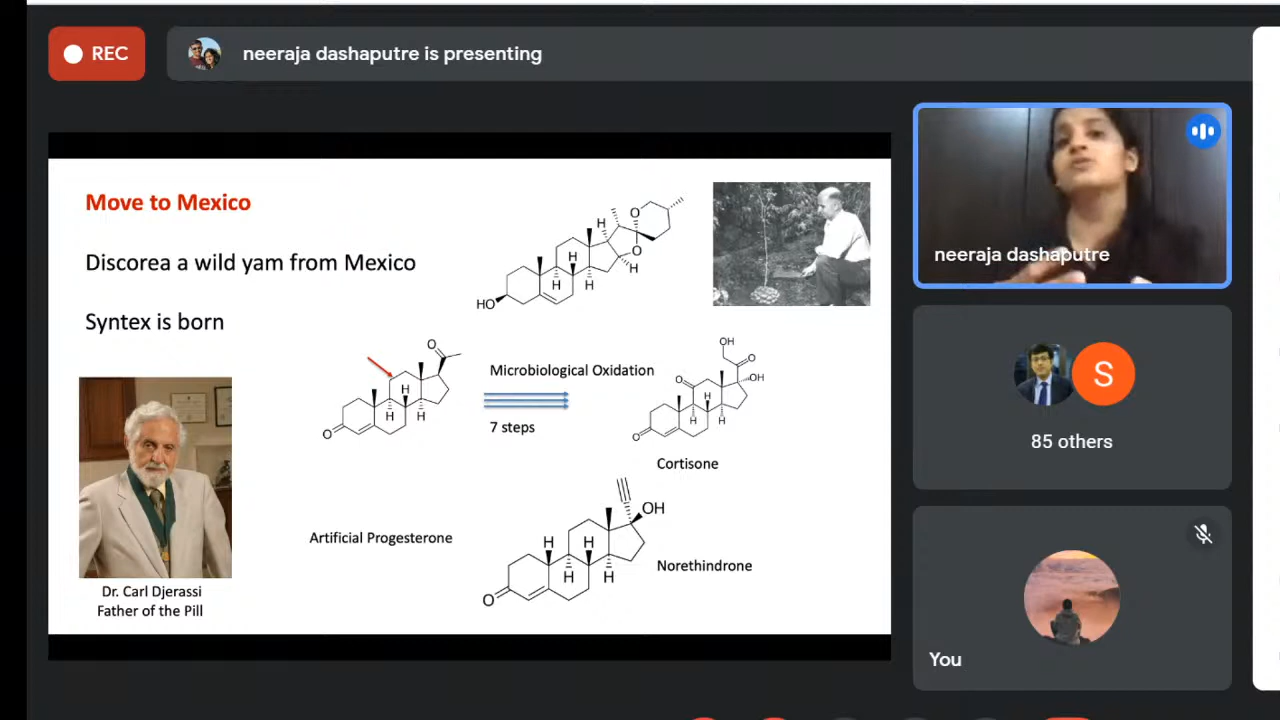 REC
neeraja dashaputre is presenting
Move to Mexico
Discorea a wild yam from Mexico
Syntex is born
HO
H
H
H
H
H
O
O
O
O
H
H
H
Microbiological Oxidation
7 steps
OH
O
OH
O
O
H
H
H
Cortisone
Dr. Carl Djerassi
Father of the Pill
Artificial Progesterone
OH
H
H
H
H
O
Norethindrone
neeraja dashaputre
S
85 others
You